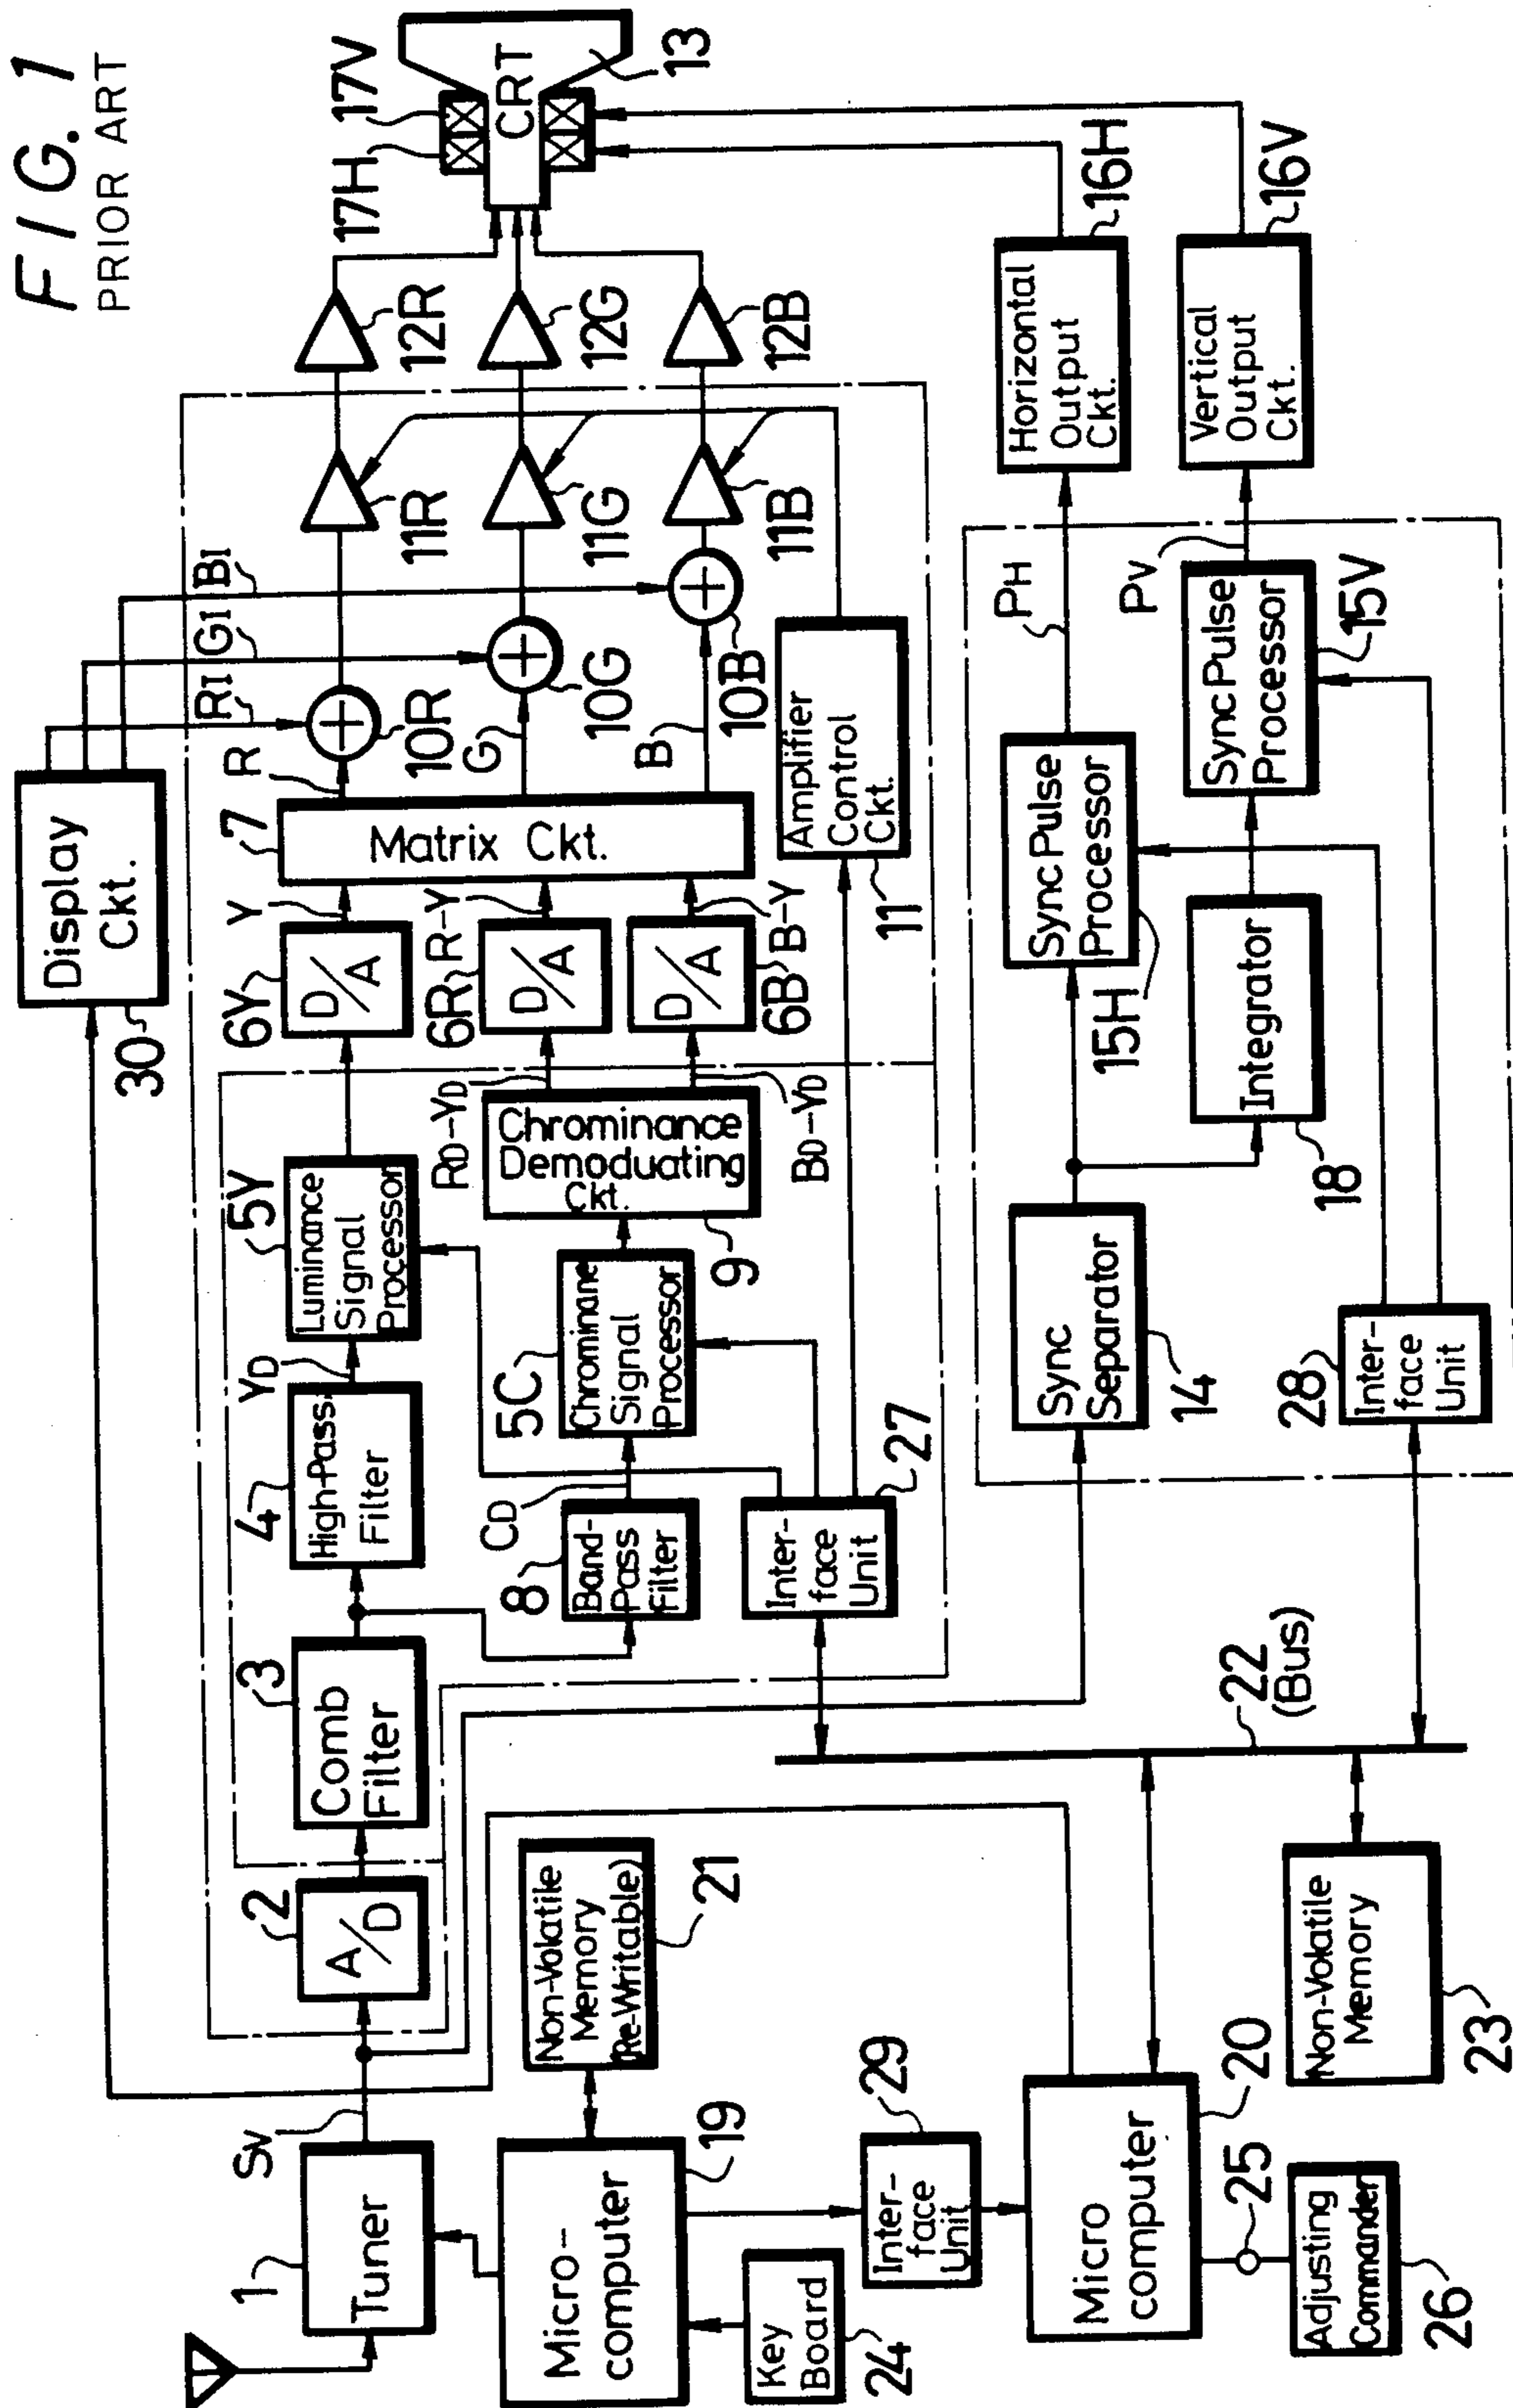 FIG. 1
PRIOR ART
Display
Ckt.
30
RI
GI
BI
1
Tuner
SV
2
A/D
3
Comb
Filter
4
High-Pass
Filter
YD
5Y
Luminance
Signal
Processor
6Y
D/A
Y
7
Matrix Ckt.
R
10R
11R
12R
17H
17V
CRT
13
8
Band-
Pass
Filter
CD
5C
Chrominane
Signal
Processor
9
Chrominance
Demoduating
Ckt.
RD-YD
BD-YD
6R
D/A
R-Y
6B
D/A
B-Y
G
10G
11G
12G
B
10B
11B
12B
Inter-
face
Unit
27
Amplifier
Control
Ckt.
11
Micro-
computer
19
Non-Volatile
Memory
(Re-Writable)
21
Key
Board
24
Inter-
face
Unit
29
Micro
computer
20
25
Adjusting
Commander
26
22
(Bus)
Non-Volatile
Memory
23
Sync
Separator
14
15H
Sync Pulse
Processor
PH
Horizontal
Output
Ckt.
16H
Integrator
18
Sync Pulse
Processor
15V
PV
Vertical
Output
Ckt.
16V
28
Inter-
face
Unit